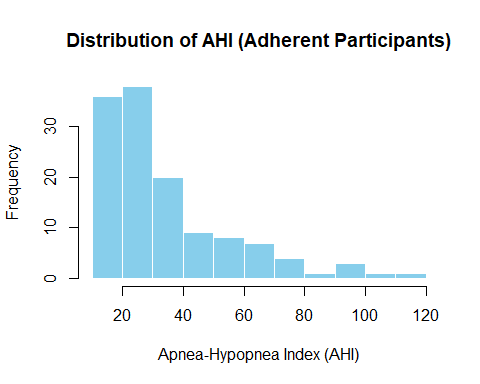 Distribution of AHI (Adherent Participants)
Frequency
30
20
10
0
20 40 60 80 100 120
Apnea-Hypopnea Index (AHI)